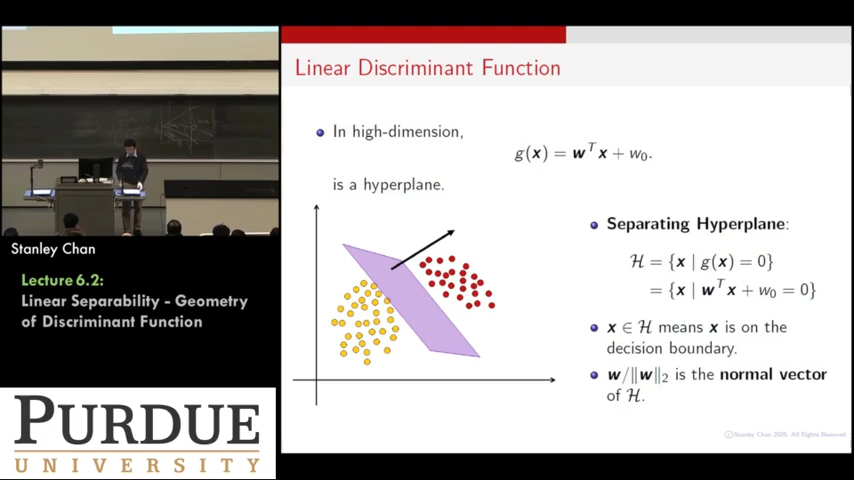 Linear Discriminant Function
In high-dimension,
g(x) = w^T x + w_0.
is a hyperplane.
Separating Hyperplane:
ℋ = {x | g(x) = 0}
= {x | w^T x + w_0 = 0}
x ∈ ℋ means x is on the
decision boundary.
w/‖w‖_2 is the normal vector
of ℋ.
©Stanley Chan 2020. All Rights Reserved
Stanley Chan
Lecture 6.2:
Linear Separability - Geometry
of Discriminant Function
PURDUE
UNIVERSITY